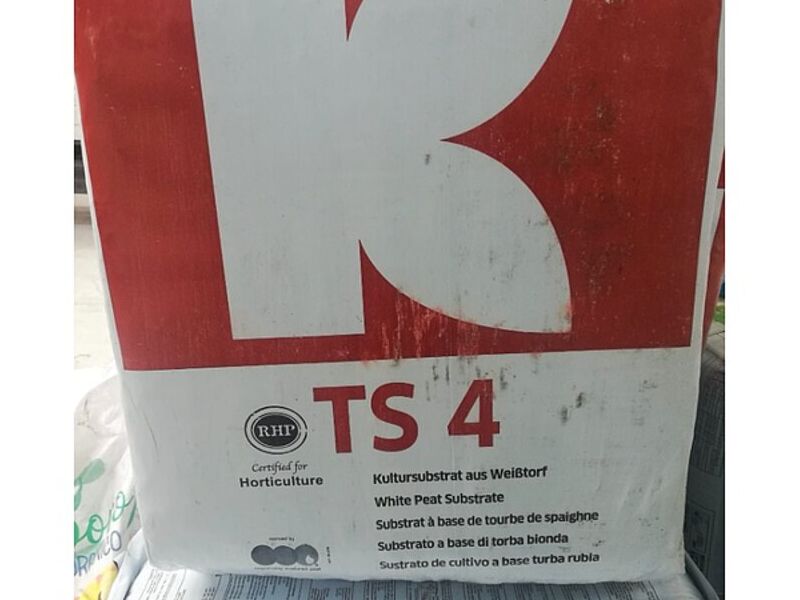 K
TS 4
RHP
Certified for
Horticulture
Kultursubstrat aus Weißtorf
White Peat Substrate
Substrat à base de tourbe de spaighne
Substrato a base di torba bionda
Sustrato de cultivo a base turba rubia